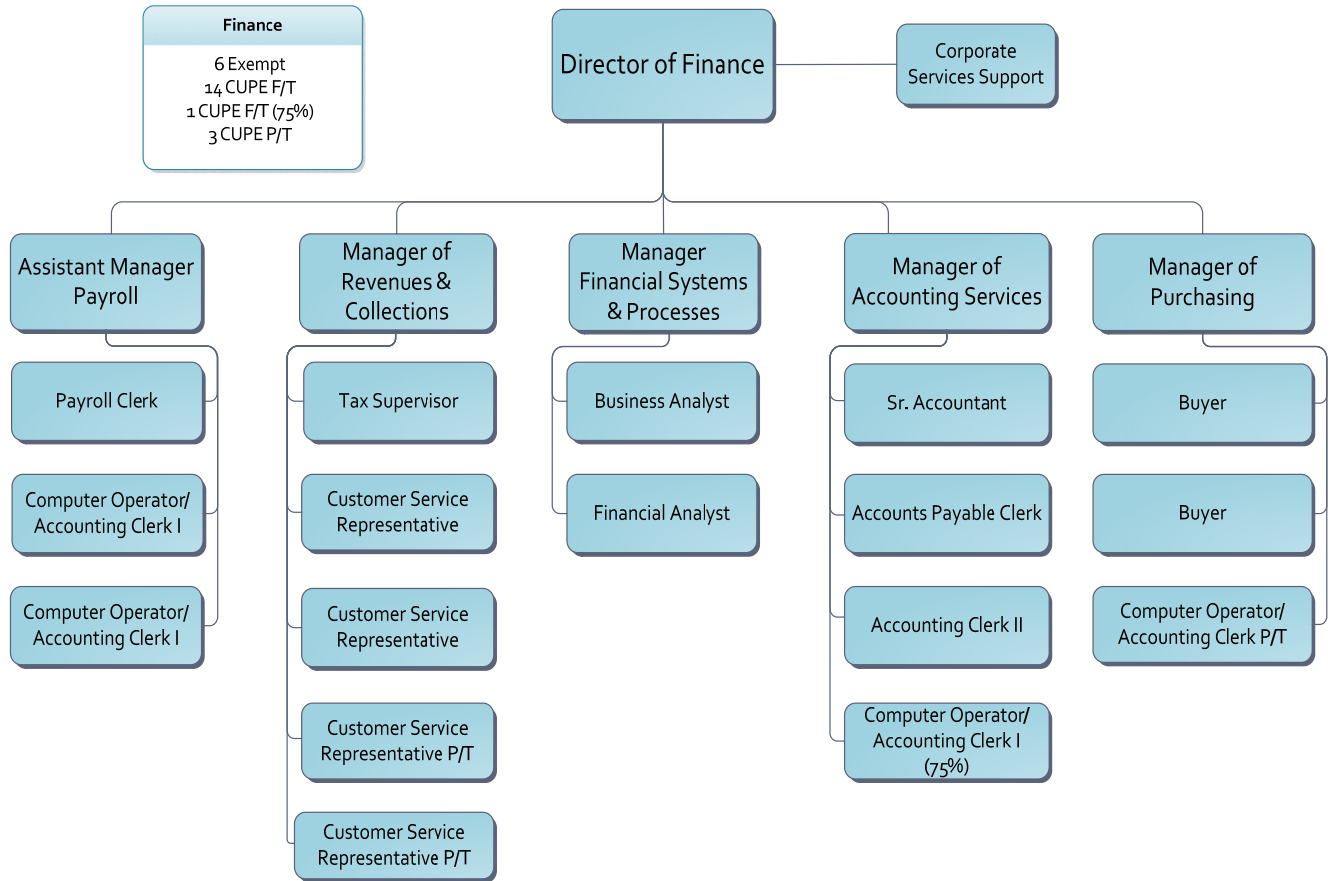 Finance
6 Exempt
14 CUPE F/T
1 CUPE F/T (75%)
3 CUPE P/T
Director of Finance
Corporate
Services Support
Assistant Manager
Payroll
Payroll Clerk
Computer Operator/
Accounting Clerk I
Computer Operator/
Accounting Clerk I
Manager of
Revenues &
Collections
Tax Supervisor
Customer Service
Representative
Customer Service
Representative
Customer Service
Representative P/T
Customer Service
Representative P/T
Manager
Financial Systems
& Processes
Business Analyst
Financial Analyst
Manager of
Accounting Services
Sr. Accountant
Accounts Payable Clerk
Accounting Clerk II
Computer Operator/
Accounting Clerk I
(75%)
Manager of
Purchasing
Buyer
Buyer
Computer Operator/
Accounting Clerk P/T